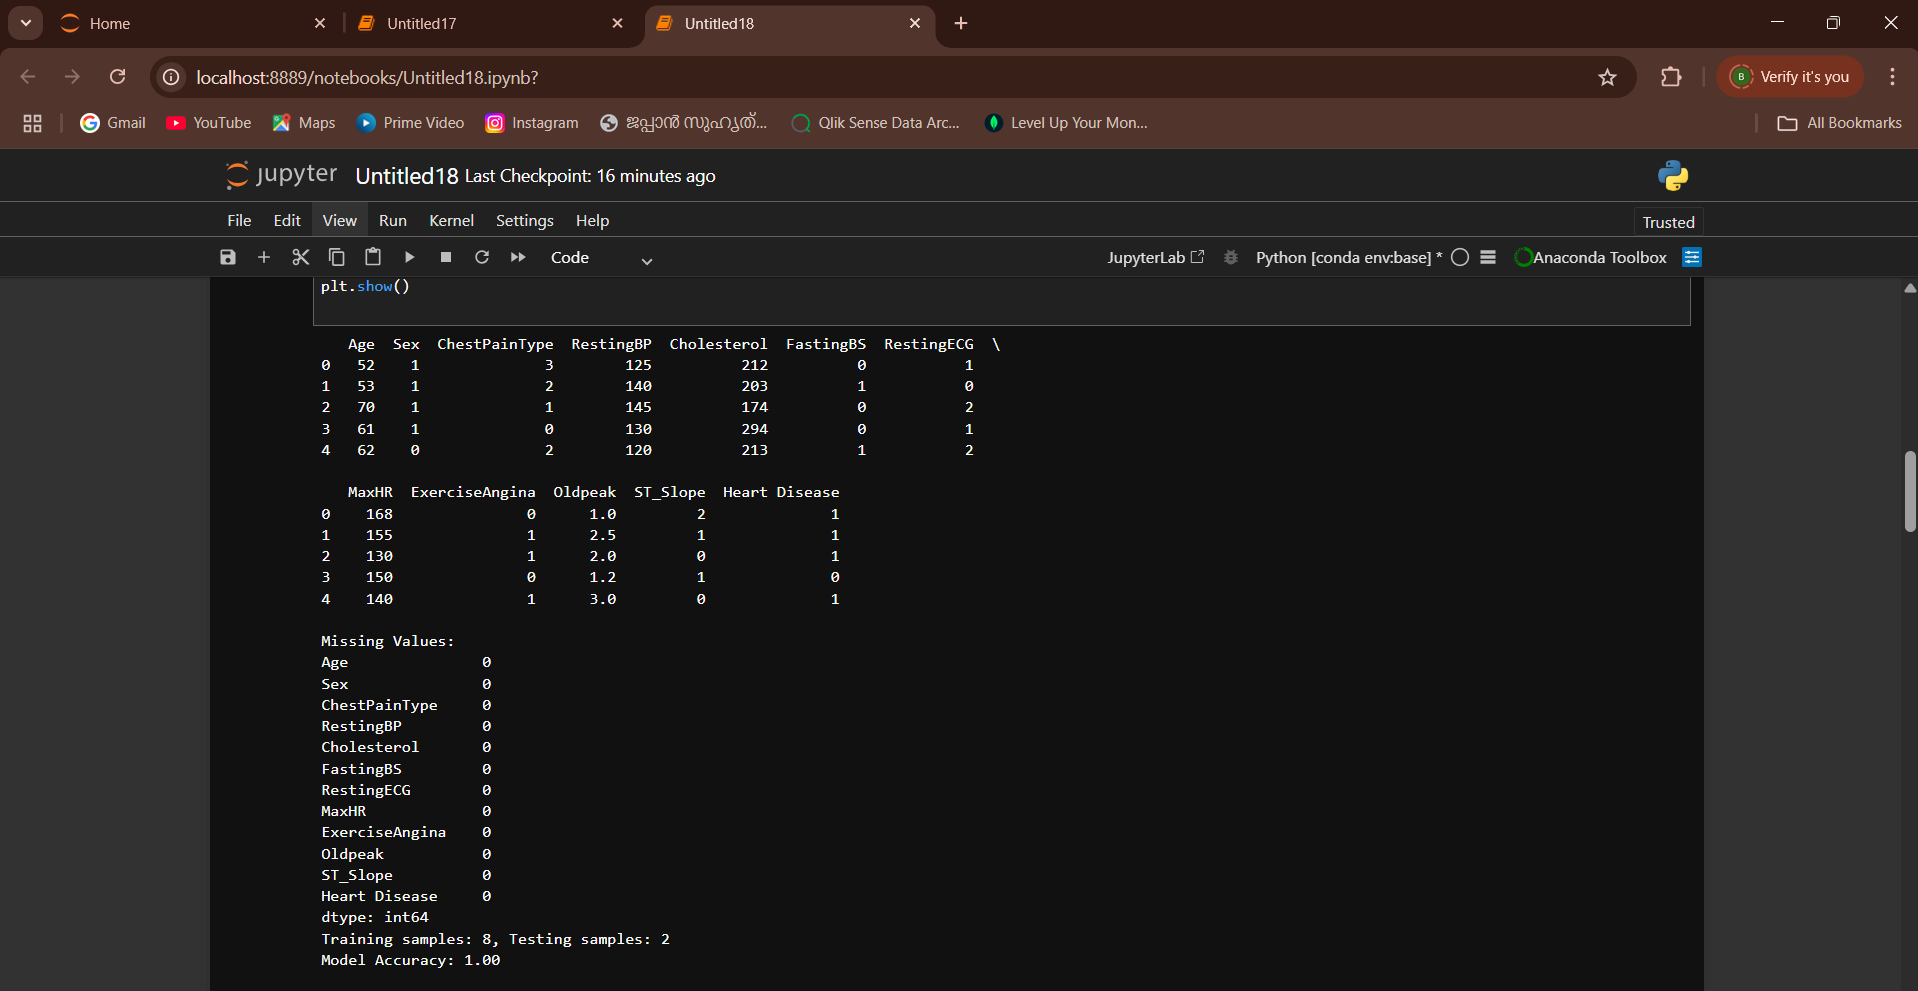 Home
Untitled17
Untitled18
localhost:8889/notebooks/Untitled18.ipynb?
B Verify it's you
Gmail YouTube Maps Prime Video Instagram ജപ്പാൻ സുഹൃത്... Qlik Sense Data Arc... Level Up Your Mon... All Bookmarks
jupyter Untitled18 Last Checkpoint: 16 minutes ago
File Edit View Run Kernel Settings Help
Trusted
Code JupyterLab Python [conda env:base] * Anaconda Toolbox
plt.show()
Age Sex ChestPainType RestingBP Cholesterol FastingBS RestingECG \
0 52 1 3 125 212 0 1
1 53 1 2 140 203 1 0
2 70 1 1 145 174 0 2
3 61 1 0 130 294 0 1
4 62 0 2 120 213 1 2
MaxHR ExerciseAngina Oldpeak ST_Slope Heart Disease
0 168 0 1.0 2 1
1 155 1 2.5 1 1
2 130 1 2.0 0 1
3 150 0 1.2 1 0
4 140 1 3.0 0 1
Missing Values:
Age 0
Sex 0
ChestPainType 0
RestingBP 0
Cholesterol 0
FastingBS 0
RestingECG 0
MaxHR 0
ExerciseAngina 0
Oldpeak 0
ST_Slope 0
Heart Disease 0
dtype: int64
Training samples: 8, Testing samples: 2
Model Accuracy: 1.00